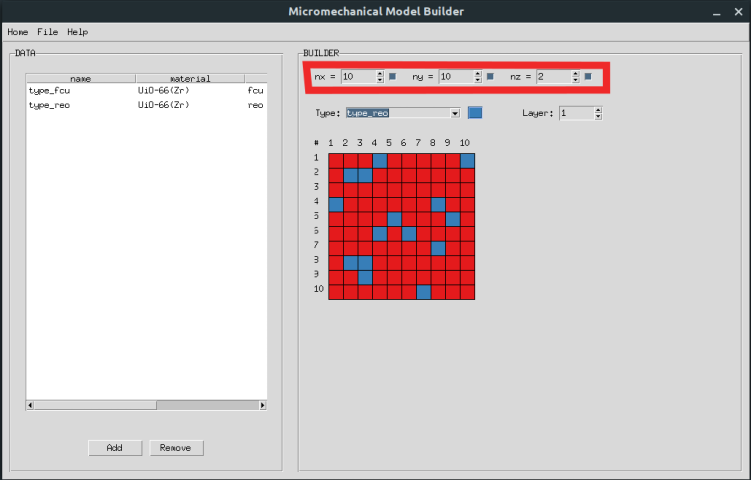 Micromechanical Model Builder
Home File Help
DATA
name material
type_fcu UiO-66(Zr) fcu
type_reo UiO-66(Zr) reo
Add Remove
BUILDER
nx = 10 ny = 10 nz = 2
Type: type_reo Layer: 1
# 1 2 3 4 5 6 7 8 9 10
1
2
3
4
5
6
7
8
9
10